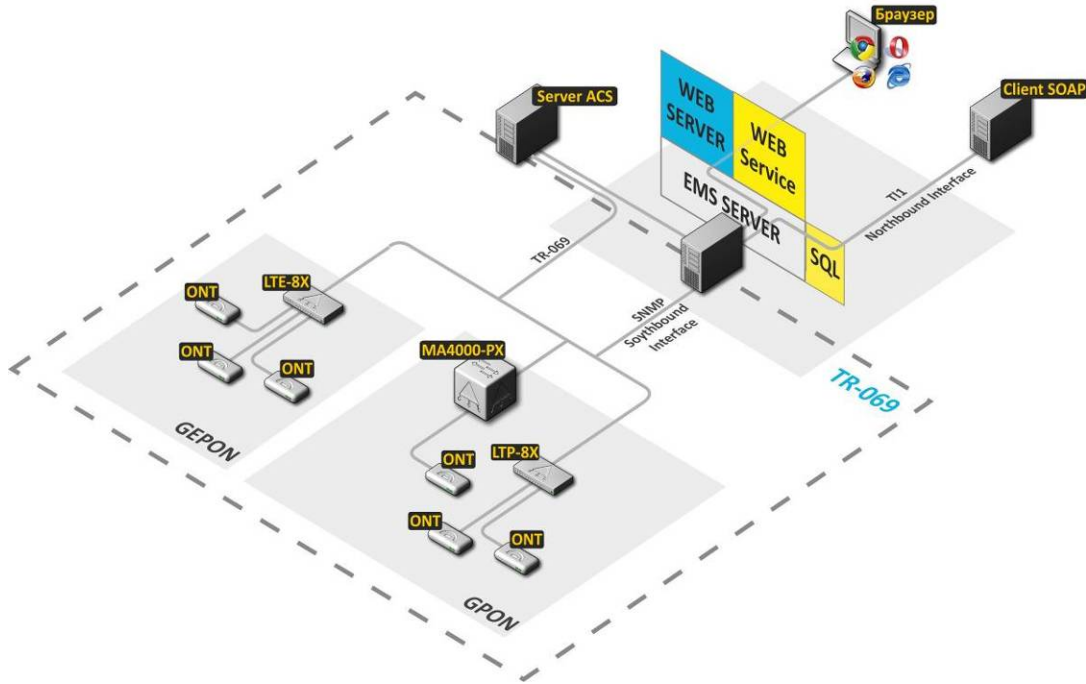 Браузер
Server ACS
Client SOAP
WEB
SERVER
WEB
Service
EMS SERVER
SQL
TI1
Northbound Interface
TR-069
SNMP
Soythbound
Interface
ONT
LTE-8X
ONT
ONT
MA4000-PX
TR-069
GEPON
ONT
LTP-8X
ONT
ONT
GPON